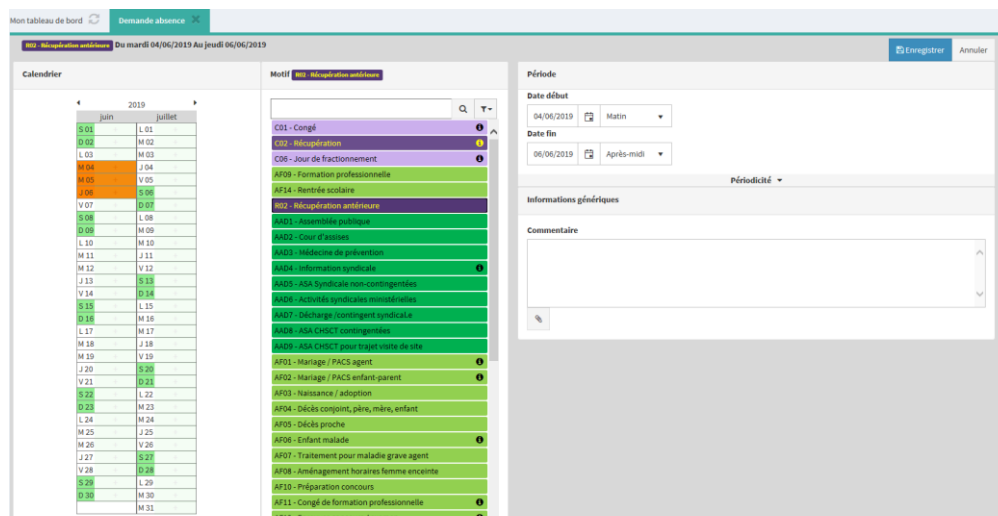 Mon tableau de bord
Demande absence
R02 - Récupération antérieure Du mardi 04/06/2019 Au jeudi 06/06/2019
Enregistrer
Annuler
Calendrier
2019
juin juillet
S 01 L 01
D 02 M 02
L 03 M 03
M 04 J 04
M 05 V 05
J 06 S 06
V 07 D 07
S 08 L 08
D 09 M 09
L 10 M 10
M 11 J 11
M 12 V 12
J 13 S 13
V 14 D 14
S 15 L 15
D 16 M 16
L 17 M 17
M 18 J 18
M 19 V 19
J 20 S 20
V 21 D 21
S 22 L 22
D 23 M 23
L 24 M 24
M 25 J 25
M 26 V 26
J 27 S 27
V 28 D 28
S 29 L 29
D 30 M 30
M 31
Motif R02 - Récupération antérieure
C01 - Congé
C02 - Récupération
C06 - Jour de fractionnement
AF09 - Formation professionnelle
AF14 - Rentrée scolaire
R02 - Récupération antérieure
AAD1 - Assemblée publique
AAD2 - Cour d'assises
AAD3 - Médecine de prévention
AAD4 - Information syndicale
AAD5 - ASA Syndicale non-contingentées
AAD6 - Activités syndicales ministérielles
AAD7 - Décharge /contingent syndical.e
AAD8 - ASA CHSCT contingentées
AAD9 - ASA CHSCT pour trajet visite de site
AF01 - Mariage / PACS agent
AF02 - Mariage / PACS enfant-parent
AF03 - Naissance / adoption
AF04 - Décès conjoint, père, mère, enfant
AF05 - Décès proche
AF06 - Enfant malade
AF07 - Traitement pour maladie grave agent
AF08 - Aménagement horaires femme enceinte
AF10 - Préparation concours
AF11 - Congé de formation professionnelle
Période
Date début
04/06/2019 Matin
Date fin
06/06/2019 Après-midi
Périodicité
Informations génériques
Commentaire